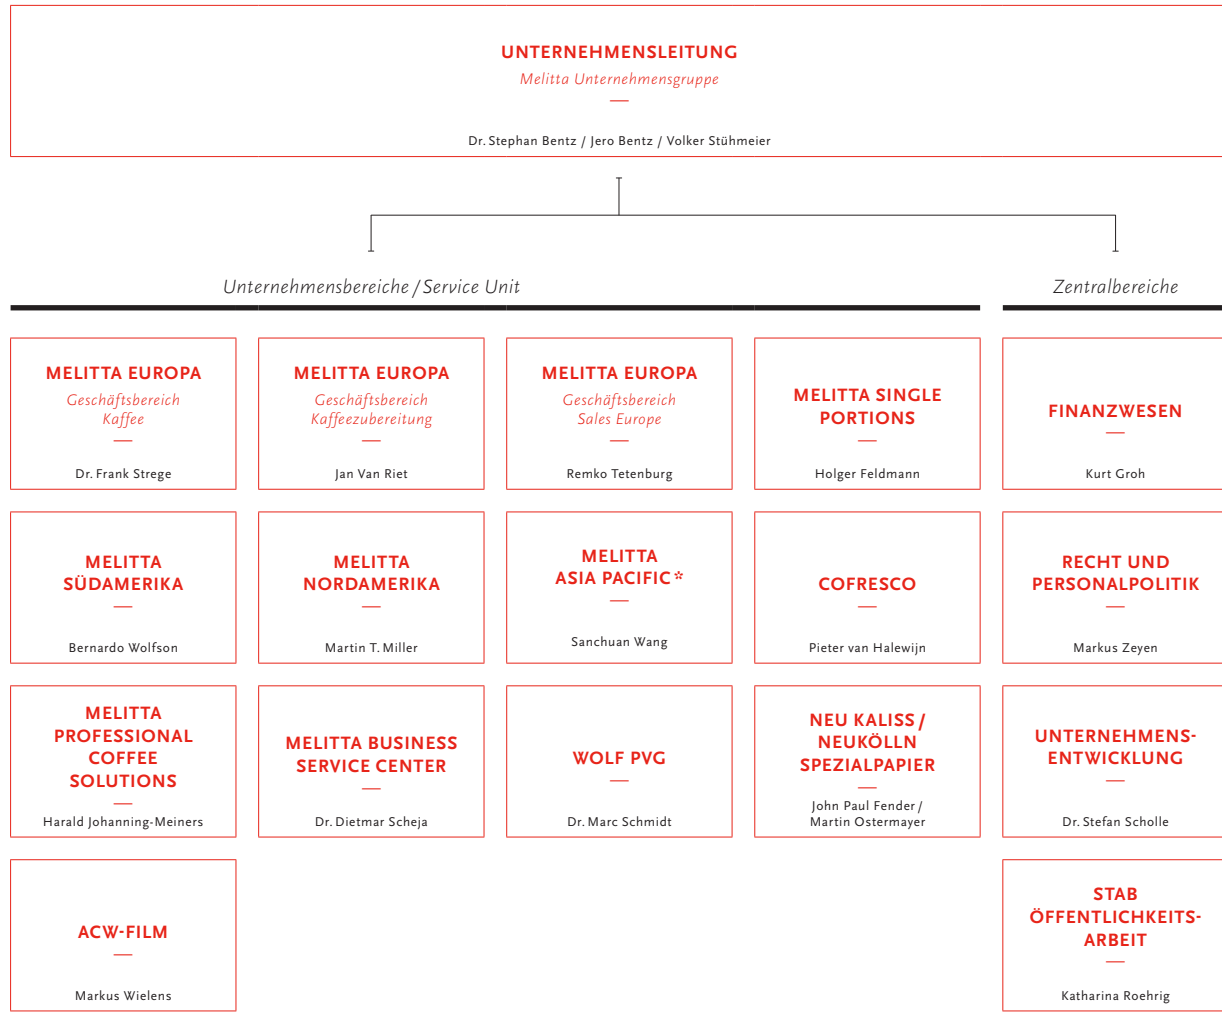 UNTERNEHMENSLEITUNG
Melitta Unternehmensgruppe
Dr. Stephan Bentz / Jero Bentz / Volker Stühmeier
Unternehmensbereiche / Service Unit
Zentralbereiche
MELITTA EUROPA
Geschäftsbereich
Kaffee
Dr. Frank Strege
MELITTA EUROPA
Geschäftsbereich
Kaffeezubereitung
Jan Van Riet
MELITTA EUROPA
Geschäftsbereich
Sales Europe
Remko Tetenburg
MELITTA SINGLE
PORTIONS
Holger Feldmann
FINANZWESEN
Kurt Groh
MELITTA
SÜDAMERIKA
Bernardo Wolfson
MELITTA
NORDAMERIKA
Martin T. Miller
MELITTA
ASIA PACIFIC*
Sanchuan Wang
COFRESCO
Pieter van Halewijn
RECHT UND
PERSONALPOLITIK
Markus Zeyen
MELITTA
PROFESSIONAL
COFFEE
SOLUTIONS
Harald Johanning-Meiners
MELITTA BUSINESS
SERVICE CENTER
Dr. Dietmar Scheja
WOLF PVG
Dr. Marc Schmidt
NEU KALISS /
NEUKÖLLN
SPEZIALPAPIER
John Paul Fender /
Martin Ostermayer
UNTERNEHMENS-
ENTWICKLUNG
Dr. Stefan Scholle
ACW-FILM
Markus Wielens
STAB
ÖFFENTLICHKEITS-
ARBEIT
Katharina Roehrig